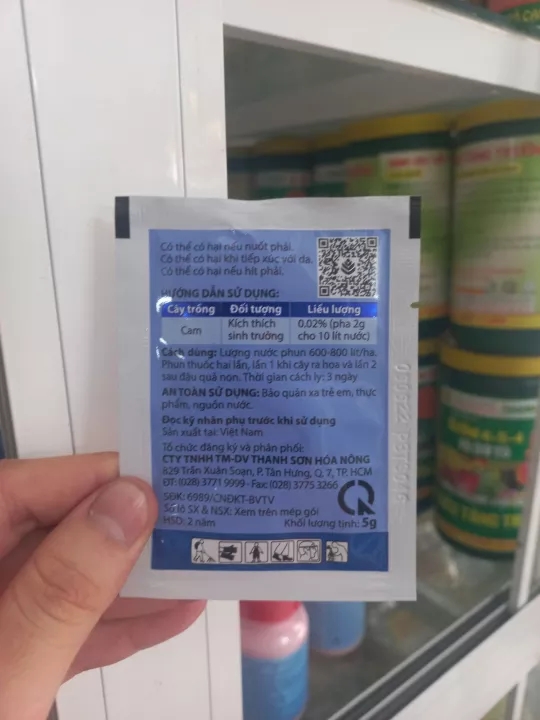 Có thể có hại nếu nuốt phải.
Có thể có hại khi tiếp xúc với da.
Có thể có hại nếu hít phải.
HƯỚNG DẪN SỬ DỤNG:
Cây trồng Đối tượng Liều lượng
Cam Kích thích sinh trưởng 0.02% (pha 2g cho 10 lít nước)
Cách dùng: Lượng nước phun 600-800 lít/ha.
Phun thuốc hai lần, lần 1 khi cây ra hoa và lần 2
sau đậu quả non. Thời gian cách ly: 3 ngày
AN TOÀN SỬ DỤNG: Bảo quản xa trẻ em, thực
phẩm, nguồn nước.
Đọc kỹ nhãn phụ trước khi sử dụng
Sản xuất tại: Việt Nam
Tổ chức đăng ký và phân phối:
CTY TNHH TM-DV THANH SƠN HÓA NÔNG
829 Trần Xuân Soạn, P. Tân Hưng, Q. 7, TP. HCM
ĐT: (028) 3771 9999 - Fax: (028) 3775 3266
SĐK: 6989/CNĐKT-BVTV
Số lô SX & NSX: Xem trên mép gói
HSD: 2 năm Khối lượng tịnh: 5g